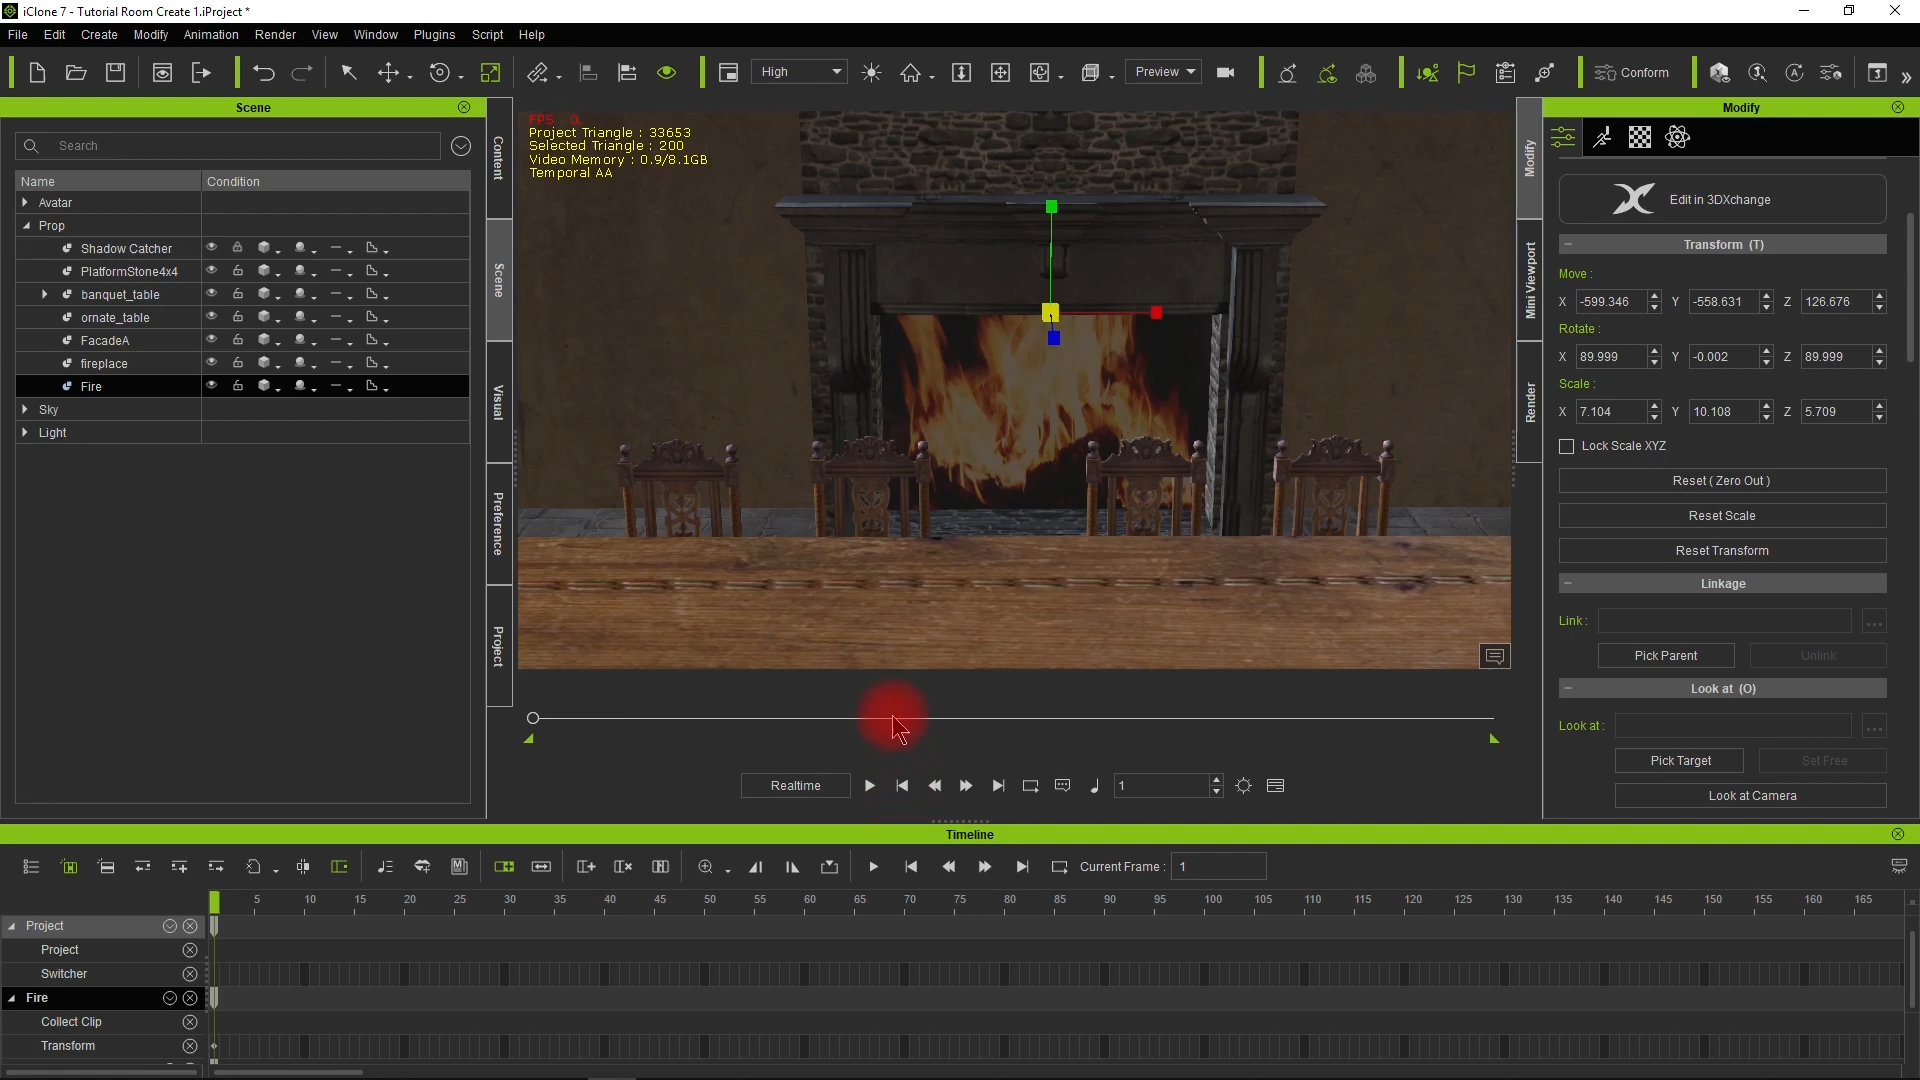 iClone 7 - Tutorial Room Create 1.iProject *
File Edit Create Modify Animation Render View Window Plugins Script Help
High Preview Conform
Scene
Search
Name Condition
Avatar
Prop
Shadow Catcher
PlatformStone4x4
banquet_table
ornate_table
FacadeA
fireplace
Fire
Sky
Light
Content
Scene
Visual
Preference
Project
FPS : 0.
Project Triangle : 33653
Selected Triangle : 200
Video Memory : 0.9/8.1GB
Temporal AA
Realtime 1
Modify
Mini Viewport
Render
Modify
Edit in 3DXchange
Transform (T)
Move :
X -599.346 Y -558.631 Z 126.676
Rotate :
X 89.999 Y -0.002 Z 89.999
Scale :
X 7.104 Y 10.108 Z 5.709
Lock Scale XYZ
Reset ( Zero Out )
Reset Scale
Reset Transform
Linkage
Link : ...
Pick Parent Unlink
Look at (O)
Look at : ...
Pick Target Set Free
Look at Camera
Timeline
Current Frame : 1
5 10 15 20 25 30 35 40 45 50 55 60 65 70 75 80 85 90 95 100 105 110 115 120 125 130 135 140 145 150 155 160 165
Project
Project
Switcher
Fire
Collect Clip
Transform